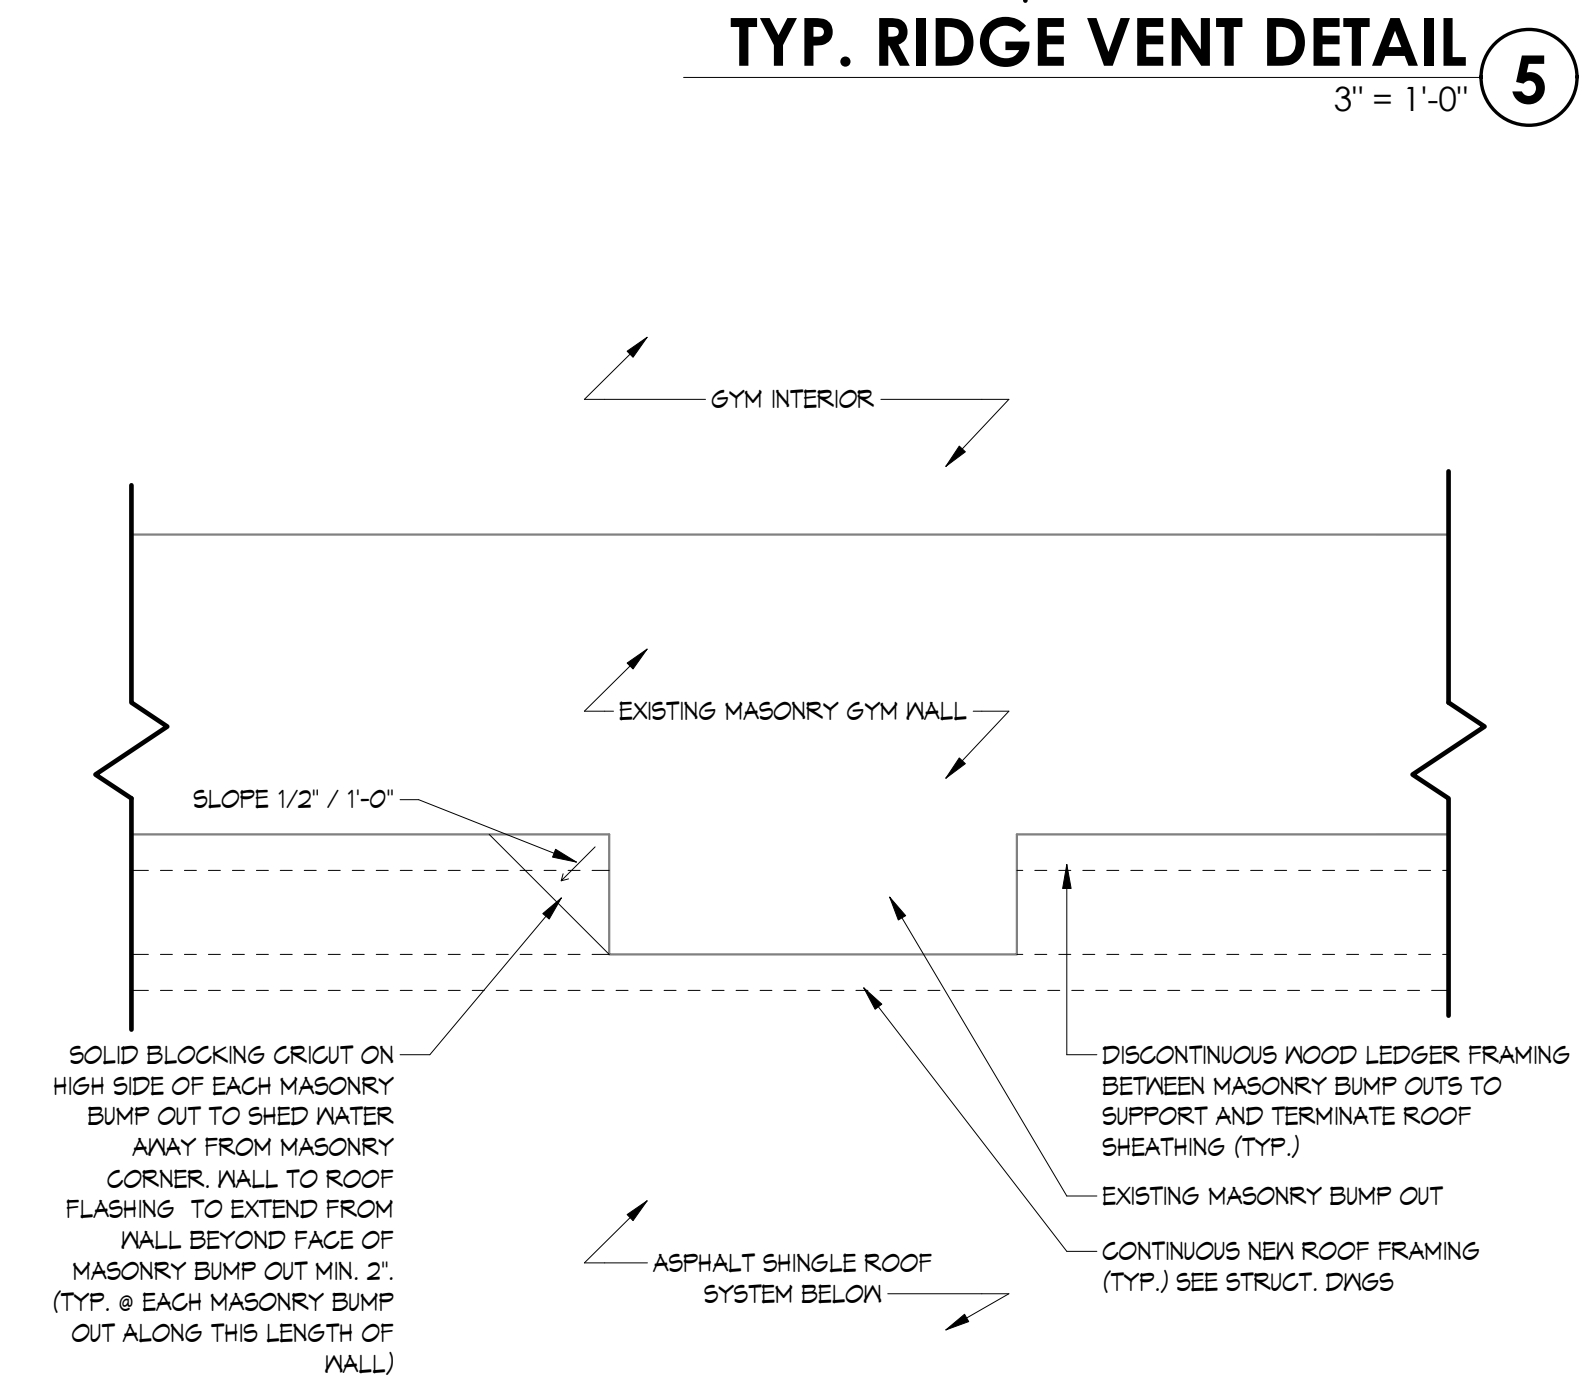 TYP. RIDGE VENT DETAIL
5
3" = 1'-0"
GYM INTERIOR
EXISTING MASONRY GYM WALL
SLOPE 1/2" / 1'-0"
SOLID BLOCKING CRICUT ON
HIGH SIDE OF EACH MASONRY
BUMP OUT TO SHED WATER
AWAY FROM MASONRY
CORNER. WALL TO ROOF
FLASHING TO EXTEND FROM
WALL BEYOND FACE OF
MASONRY BUMP OUT MIN. 2".
(TYP. @ EACH MASONRY BUMP
OUT ALONG THIS LENGTH OF
WALL)
DISCONTINUOUS WOOD LEDGER FRAMING
BETWEEN MASONRY BUMP OUTS TO
SUPPORT AND TERMINATE ROOF
SHEATHING (TYP.)
EXISTING MASONRY BUMP OUT
CONTINUOUS NEW ROOF FRAMING
(TYP.) SEE STRUCT. DWGS
ASPHALT SHINGLE ROOF
SYSTEM BELOW